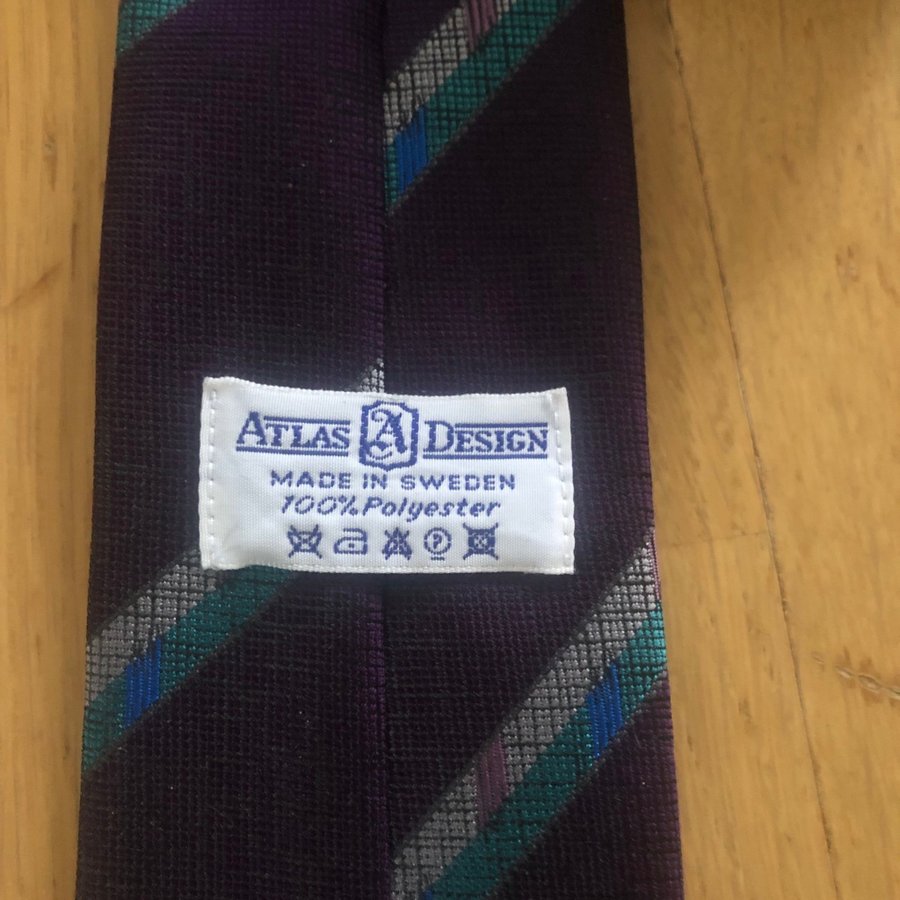 ATLAS A DESIGN
MADE IN SWEDEN
100% Polyester
P